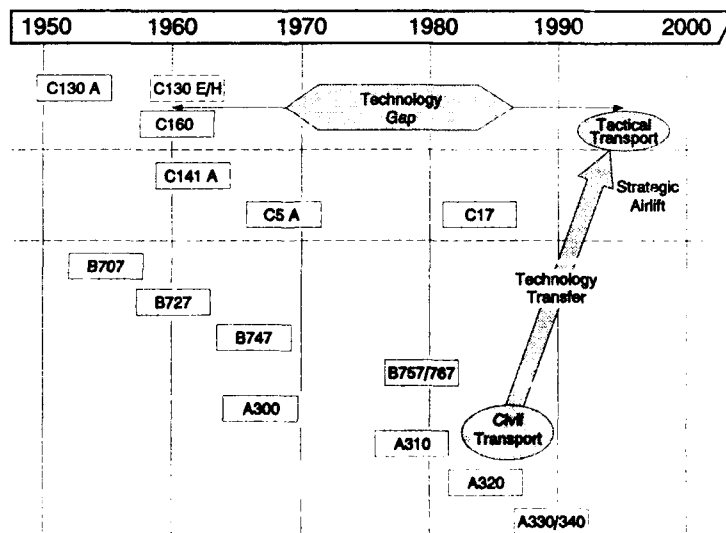 1950 1960 1970 1980 1990 2000
C130 A
C130 E/H
Technology
Gap
C160
Tactical
Transport
C141 A
Strategic
Airlift
C5 A
C17
B707
Technology
Transfer
B727
B747
B757/767
A300
Civil
Transport
A310
A320
A330/340